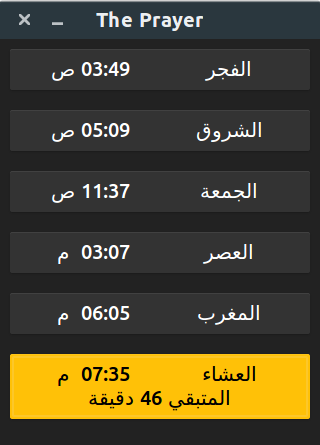 The Prayer
الفجر 03:49 ص
الشروق 05:09 ص
الجمعة 11:37 ص
العصر 03:07 م
المغرب 06:05 م
العشاء 07:35 م
المتبقي 46 دقيقة